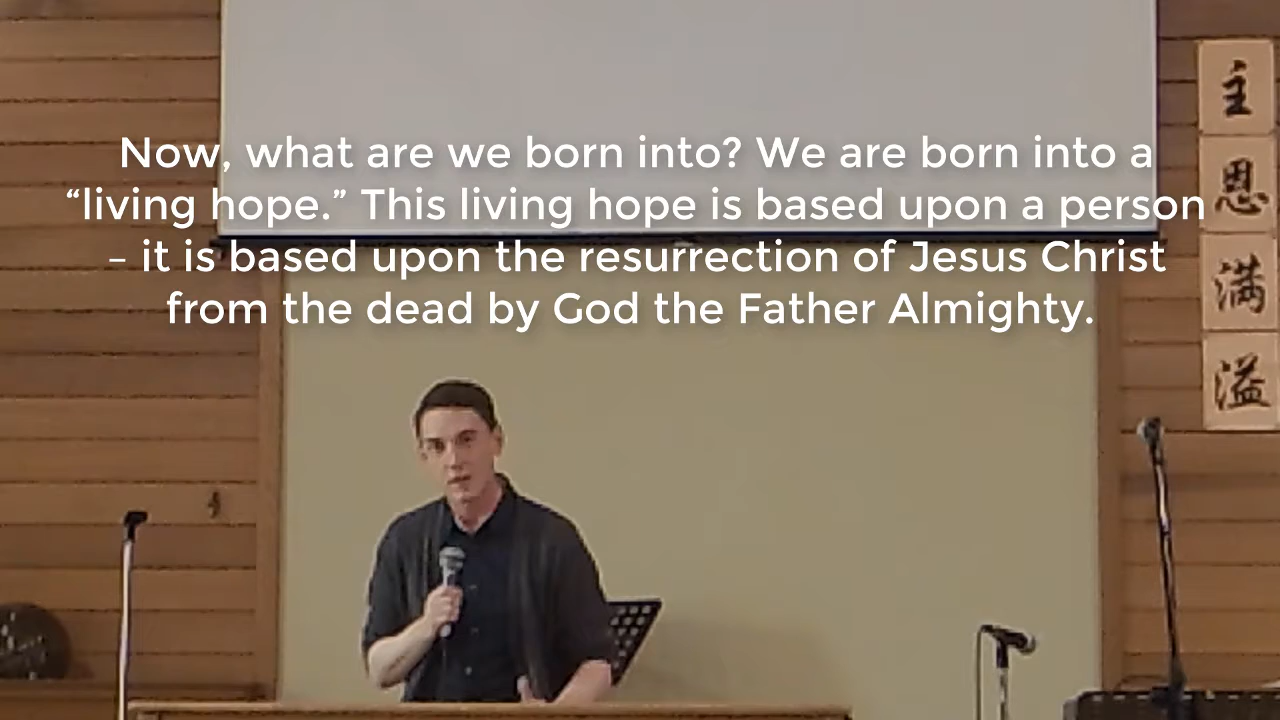 Now, what are we born into? We are born into a
“living hope.” This living hope is based upon a person
– it is based upon the resurrection of Jesus Christ
from the dead by God the Father Almighty.
主
恩
满
溢